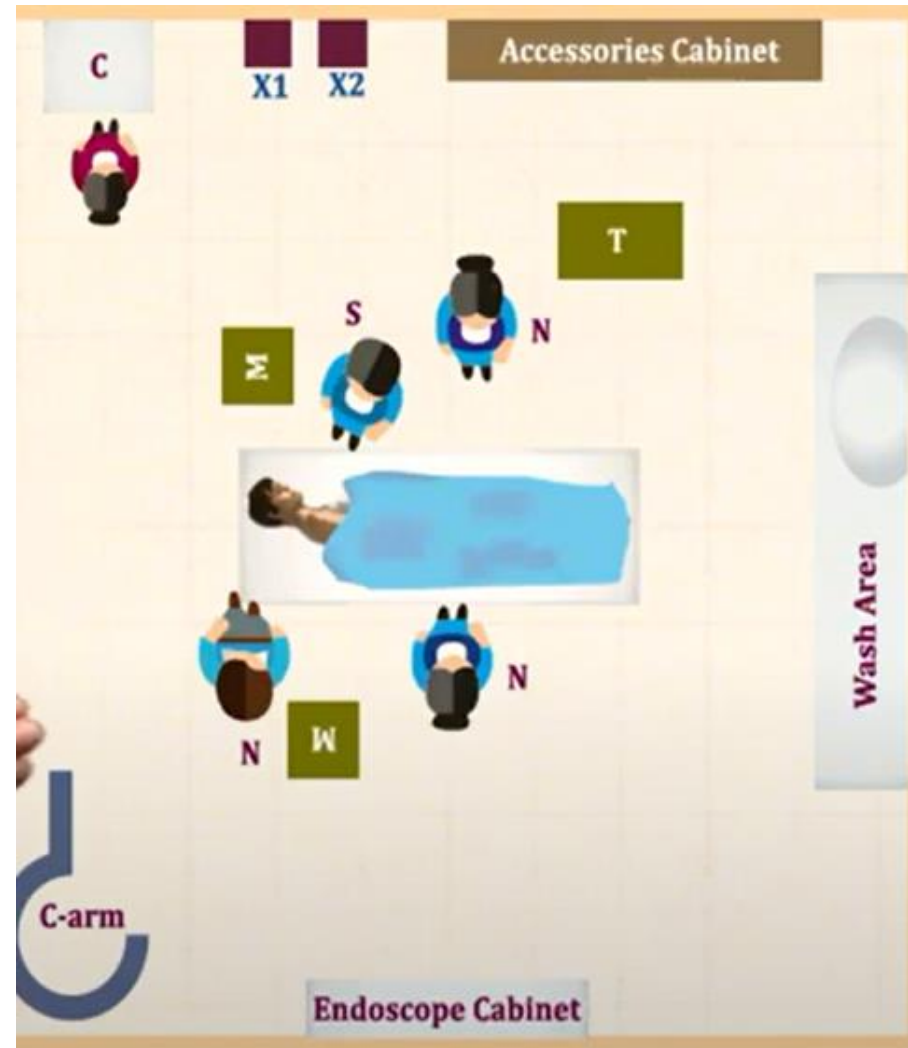 C
X1
X2
Accessories Cabinet
T
S
N
M
Wash Area
N
N
M
C-arm
Endoscope Cabinet